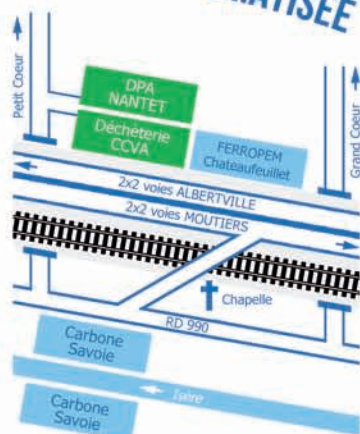 Petit Coeur
Grand Coeur
DPA
NANTET
Déchèterie
CCVA
FERROPEM
Chateaufeuillet
2x2 voies ALBERTVILLE
2x2 voies MOUTIERS
Chapelle
RD 990
Carbone
Savoie
Isère
Carbone
Savoie